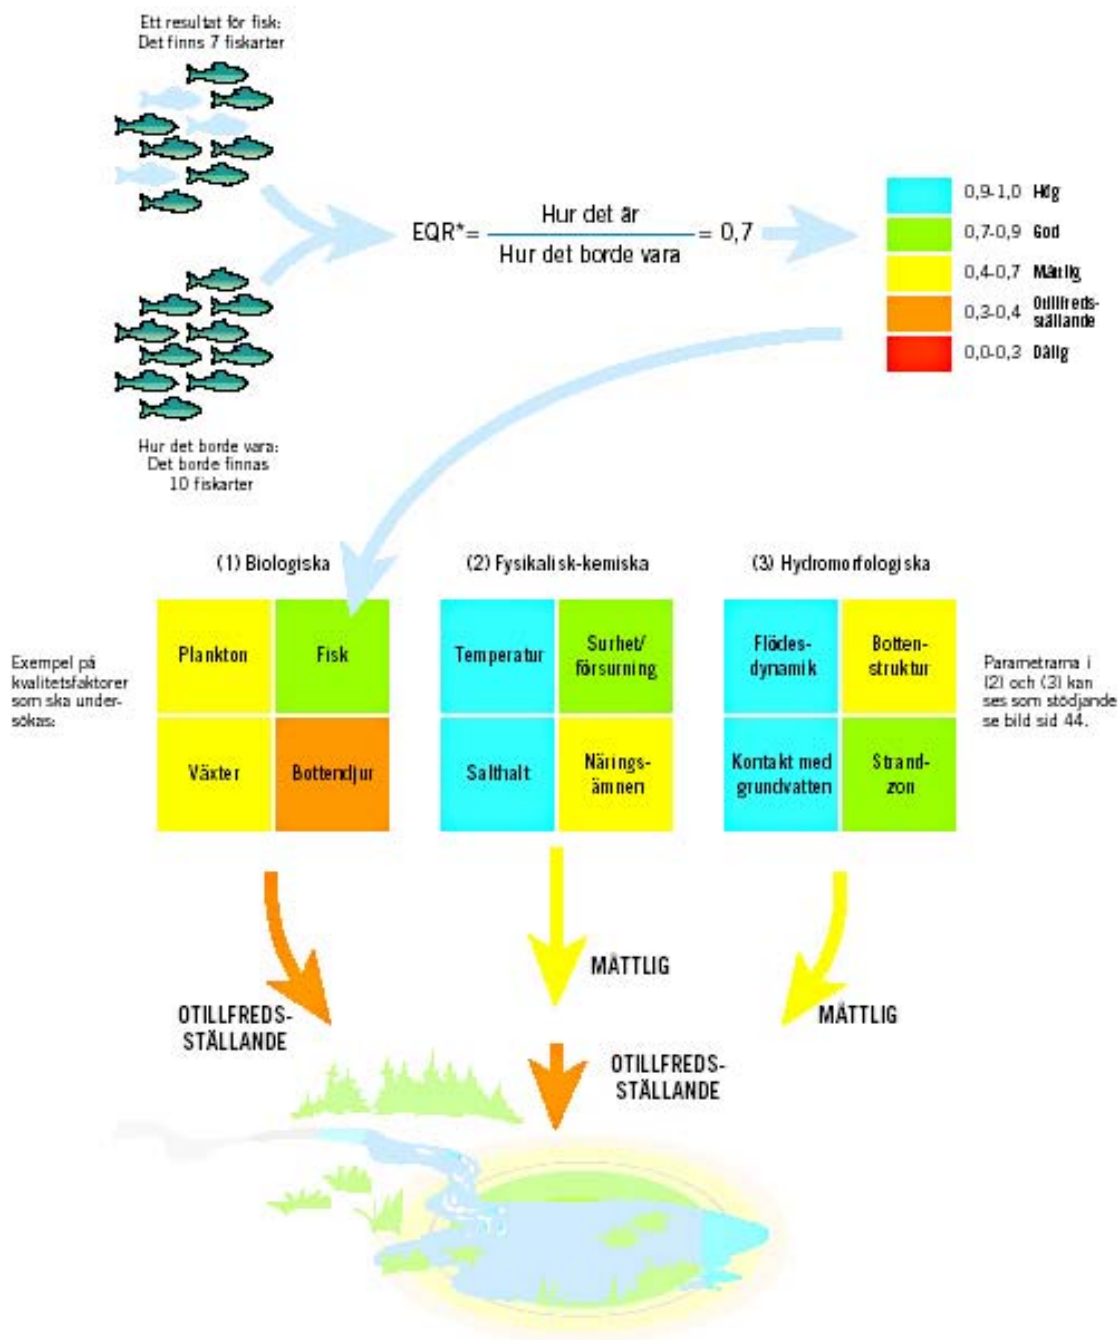 Ett resultat för fisk:
Det finns 7 fiskarter
EQR*=
Hur det är
Hur det borde vara
= 0,7
0,9-1,0 Hög
0,7-0,9 God
0,4-0,7 Måttlig
0,3-0,4 Otillfreds-
ställande
0,0-0,3 Dålig
Hur det borde vara:
Det borde finnas
10 fiskarter
(1) Biologiska
(2) Fysikalisk-kemiska
(3) Hydromorfologiska
Exempel på
kvalitetsfaktorer
som ska under-
sökas:
Plankton
Fisk
Växter
Bottendjur
Temperatur
Surhet/
försurning
Salthalt
Närings-
ämnen
Flödes-
dynamik
Botten-
struktur
Kontakt med
grundvatten
Strand-
zon
Parametrarna i
(2) och (3) kan
ses som stödjande
se bild sid 44.
OTILLFREDS-
STÄLLANDE
MÅTTLIG
MÅTTLIG
OTILLFREDS-
STÄLLANDE